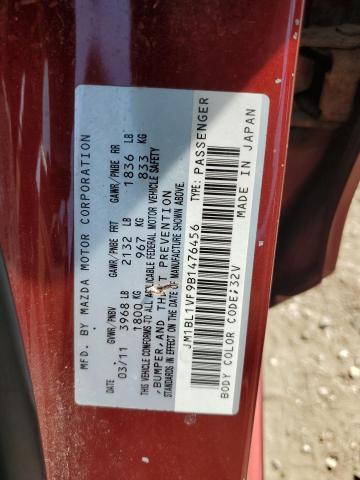 MFD. BY MAZDA MOTOR CORPORATION
DATE GVWR/PNBV GAWR/PNBE FRT GAWR/PNBE RR
03/11 3968 LB 2132 LB 1836 LB
1800 KG 967 KG 833 KG
THIS VEHICLE CONFORMS TO ALL APPLICABLE FEDERAL MOTOR VEHICLE SAFETY
, BUMPER, AND THEFT PREVENTION
STANDARDS IN EFFECT ON THE DATE OF MANUFACTURE SHOWN ABOVE.
JM1BL1VF9B1476456 TYPE: PASSENGER
BODY COLOR CODE;32V MADE IN JAPAN